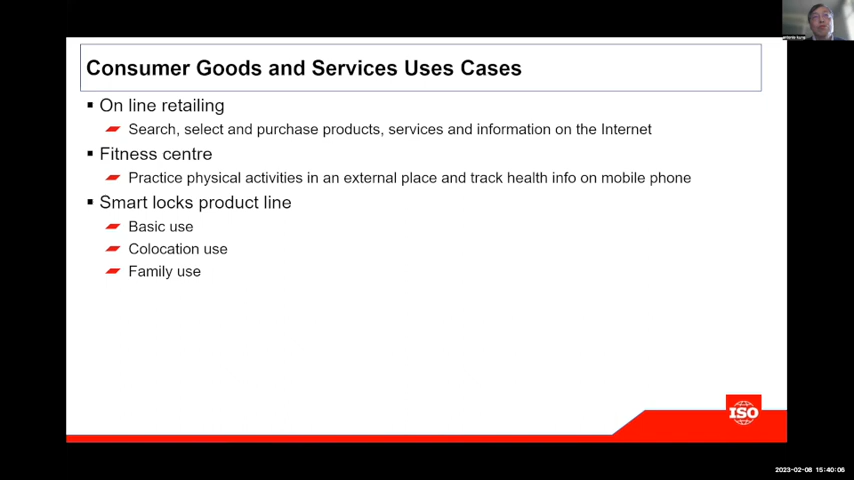 Consumer Goods and Services Uses Cases
▪ On line retailing
Search, select and purchase products, services and information on the Internet
▪ Fitness centre
Practice physical activities in an external place and track health info on mobile phone
▪ Smart locks product line
Basic use
Colocation use
Family use
ISO
2023-02-08 15:40:06